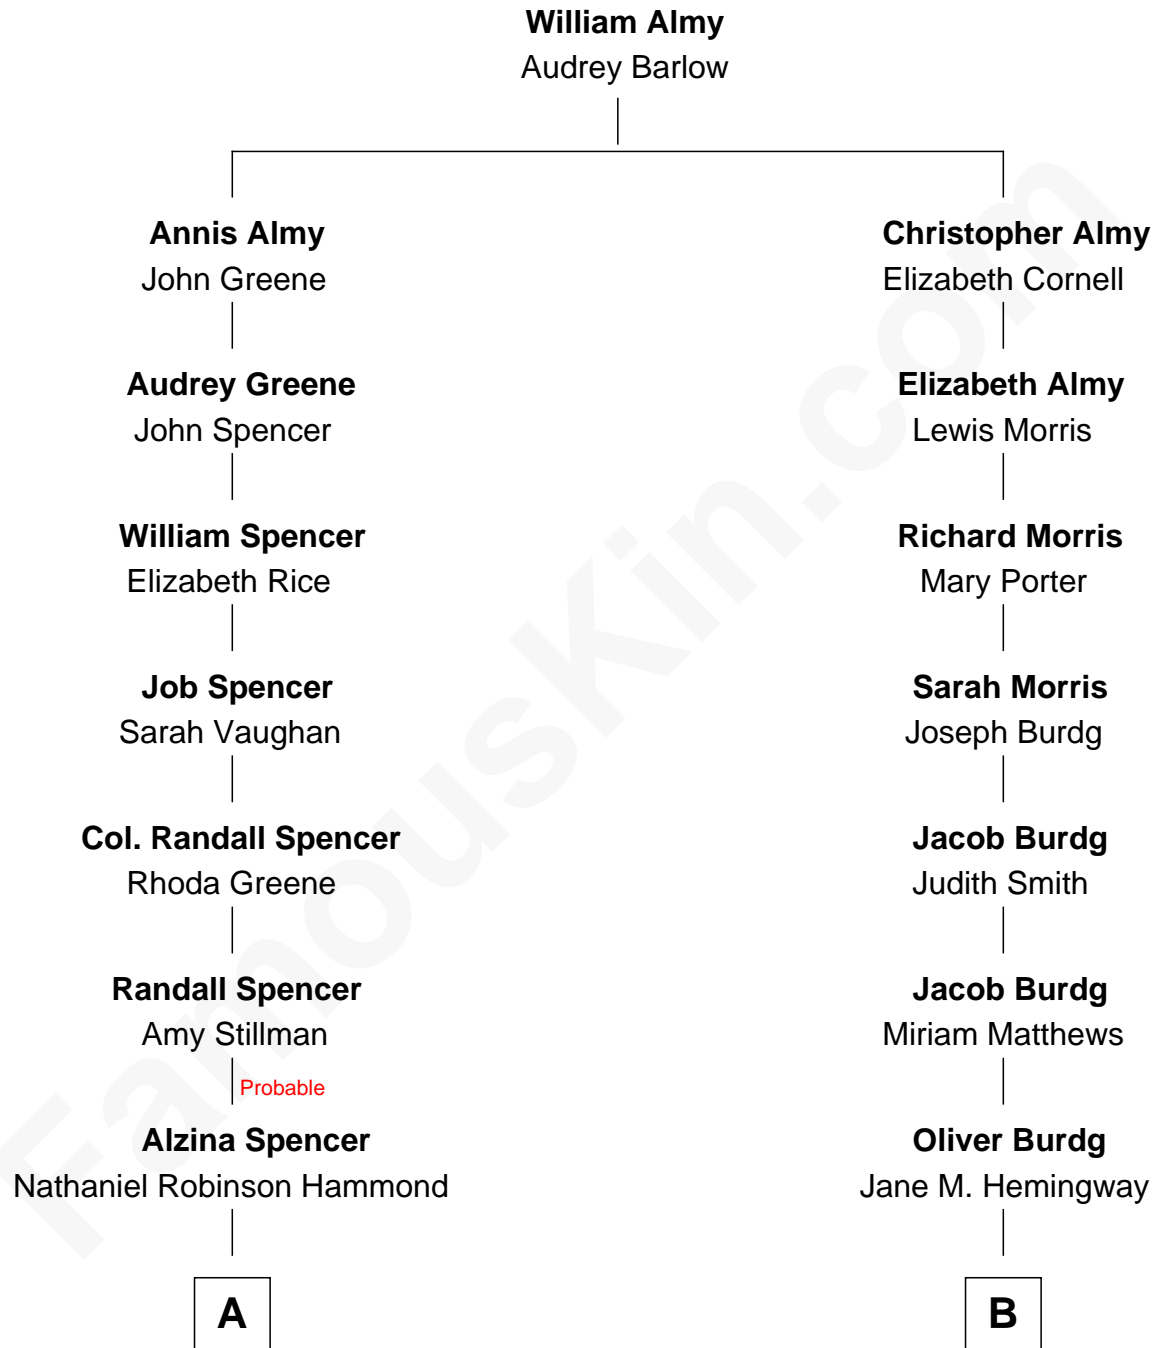 William Almy
Audrey Barlow
Annis Almy
John Greene
Christopher Almy
Elizabeth Cornell
Audrey Greene
John Spencer
Elizabeth Almy
Lewis Morris
William Spencer
Elizabeth Rice
Richard Morris
Mary Porter
Job Spencer
Sarah Vaughan
Sarah Morris
Joseph Burdg
Col. Randall Spencer
Rhoda Greene
Jacob Burdg
Judith Smith
Randall Spencer
Amy Stillman
Jacob Burdg
Miriam Matthews
Probable
Alzina Spencer
Nathaniel Robinson Hammond
Oliver Burdg
Jane M. Hemingway
A
B
FamousKin.com